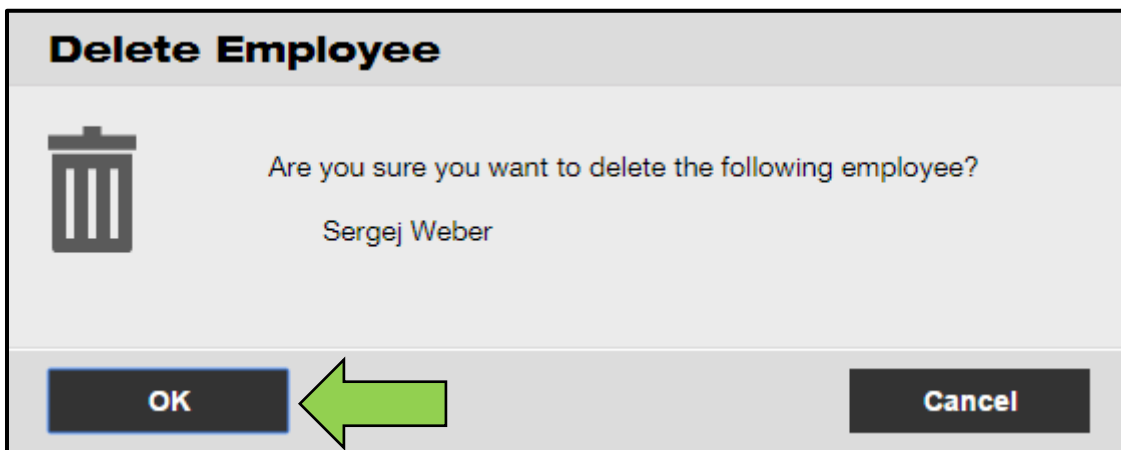 Delete Employee
Are you sure you want to delete the following employee?
Sergej Weber
OK
Cancel